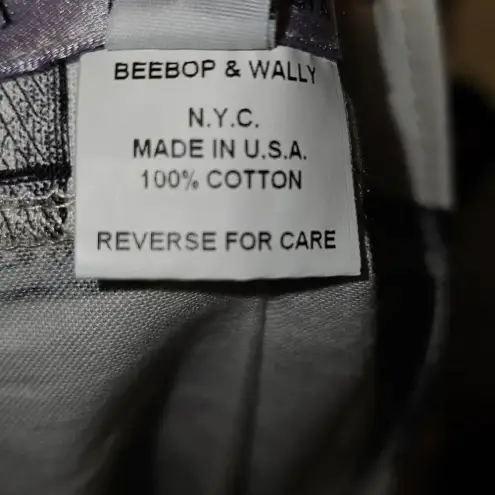 BEEBOP & WALLY
N.Y.C.
MADE IN U.S.A.
100% COTTON
REVERSE FOR CARE